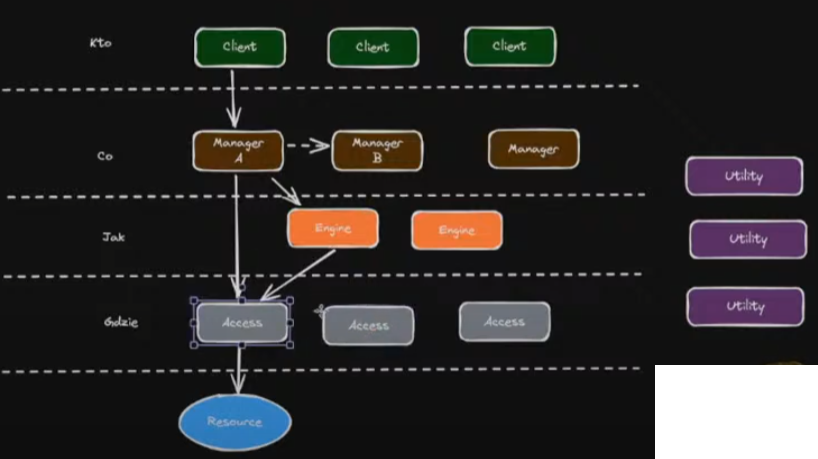 Kto
Client
Client
Client
Co
Manager
A
Manager
B
Manager
Utility
Jak
Engine
Engine
Utility
Gdzie
Access
Access
Access
Utility
Resource